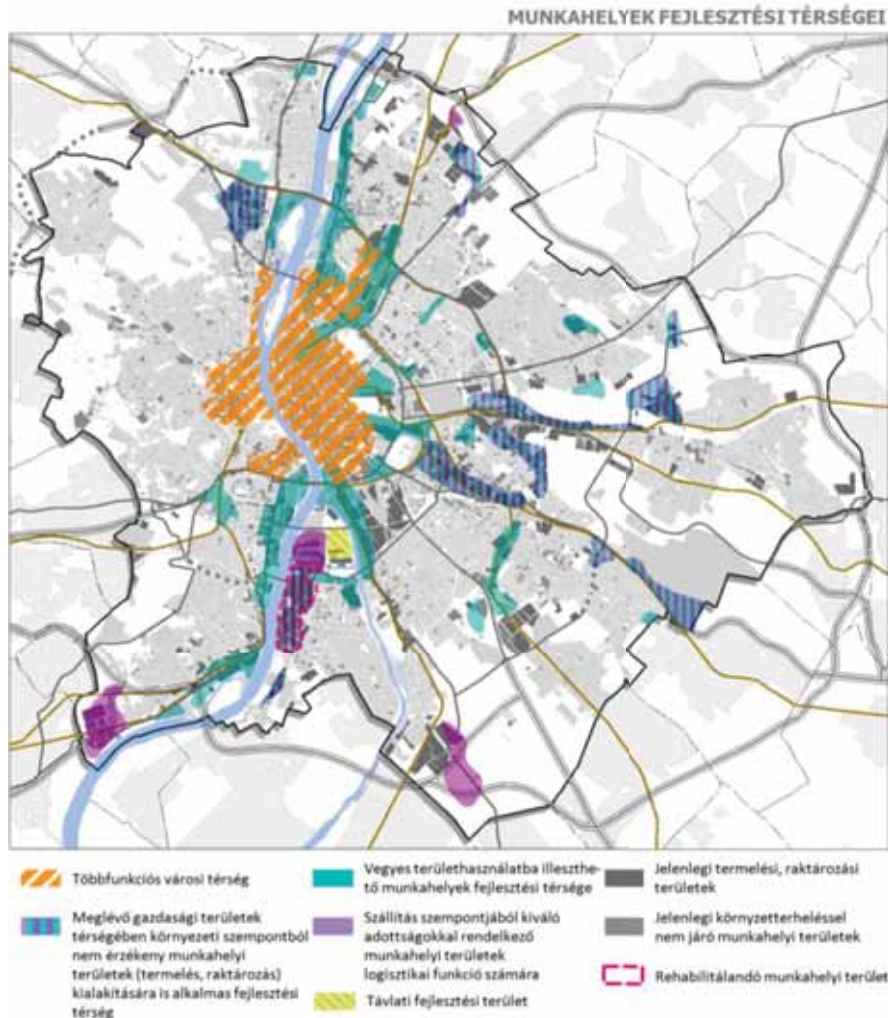 MUNKAHELYEK FEJLESZTÉSI TÉRSÉGEI
Többfunkciós városi térség
Meglévő gazdasági területek
térségében környezeti szempontból
nem érzékeny munkahelyi
területek (termelés, raktározás)
kialakítására is alkalmas fejlesztési
térség
Vegyes területhasználatba illeszthe-
tő munkahelyek fejlesztési térsége
Szállítás szempontjából kiváló
adottságokkal rendelkező
munkahelyi területek
logisztikai funkció számára
Távlati fejlesztési terület
Jelenlegi termelési, raktározási
területek
Jelenlegi környzetterheléssel
nem járó munkahelyi területek
Rehabilitálandó munkahelyi terület